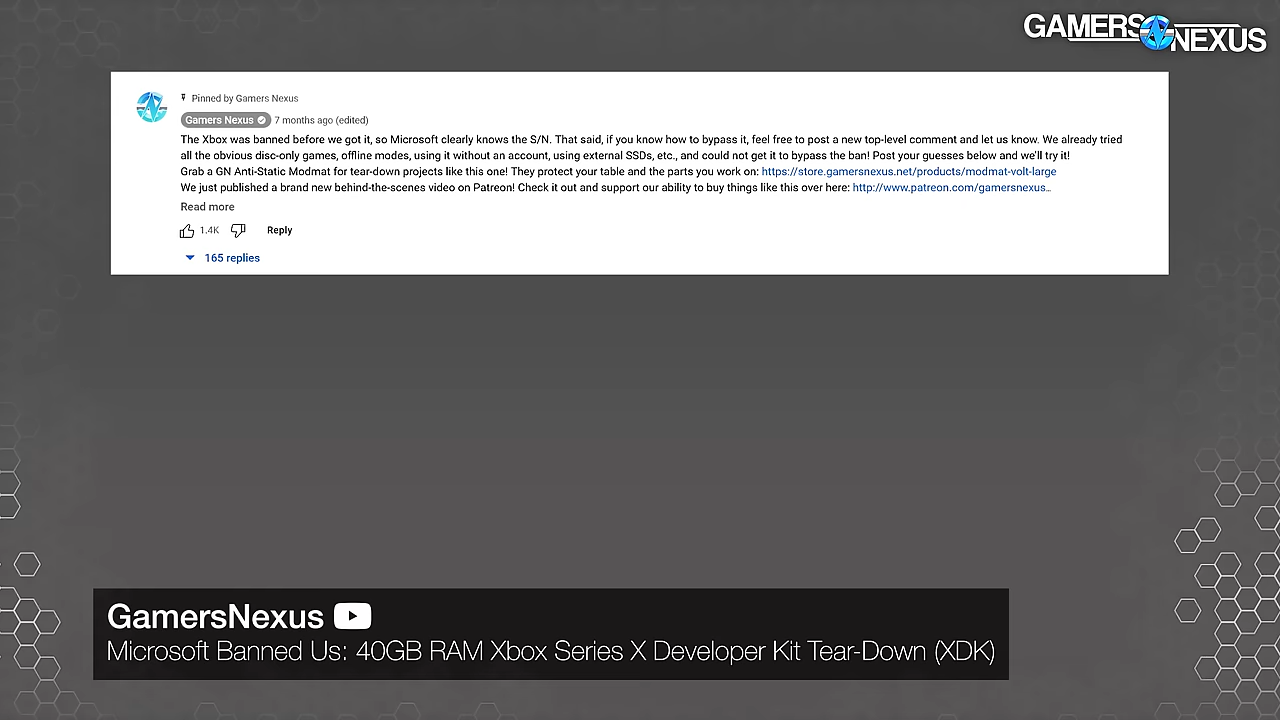 GAMERS NEXUS
Pinned by Gamers Nexus
Gamers Nexus 7 months ago (edited)
The Xbox was banned before we got it, so Microsoft clearly knows the S/N. That said, if you know how to bypass it, feel free to post a new top-level comment and let us know. We already tried
all the obvious disc-only games, offline modes, using it without an account, using external SSDs, etc., and could not get it to bypass the ban! Post your guesses below and we'll try it!
Grab a GN Anti-Static Modmat for tear-down projects like this one! They protect your table and the parts you work on: https://store.gamersnexus.net/products/modmat-volt-large
We just published a brand new behind-the-scenes video on Patreon! Check it out and support our ability to buy things like this over here: http://www.patreon.com/gamersnexus…
Read more
1.4K Reply
165 replies
GamersNexus
Microsoft Banned Us: 40GB RAM Xbox Series X Developer Kit Tear-Down (XDK)